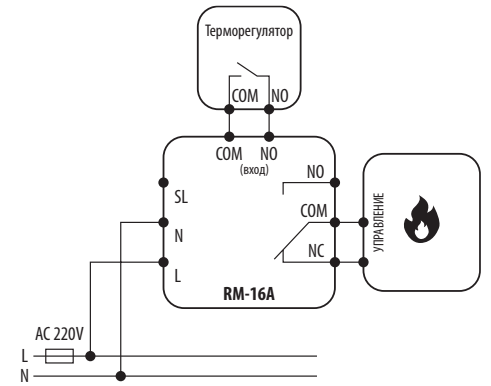 Терморегулятор
COM NO
COM NO
(вход)
NO
SL
COM
N
NC
L
УПРАВЛЕНИЕ
RM-16A
AC 220V
L
N